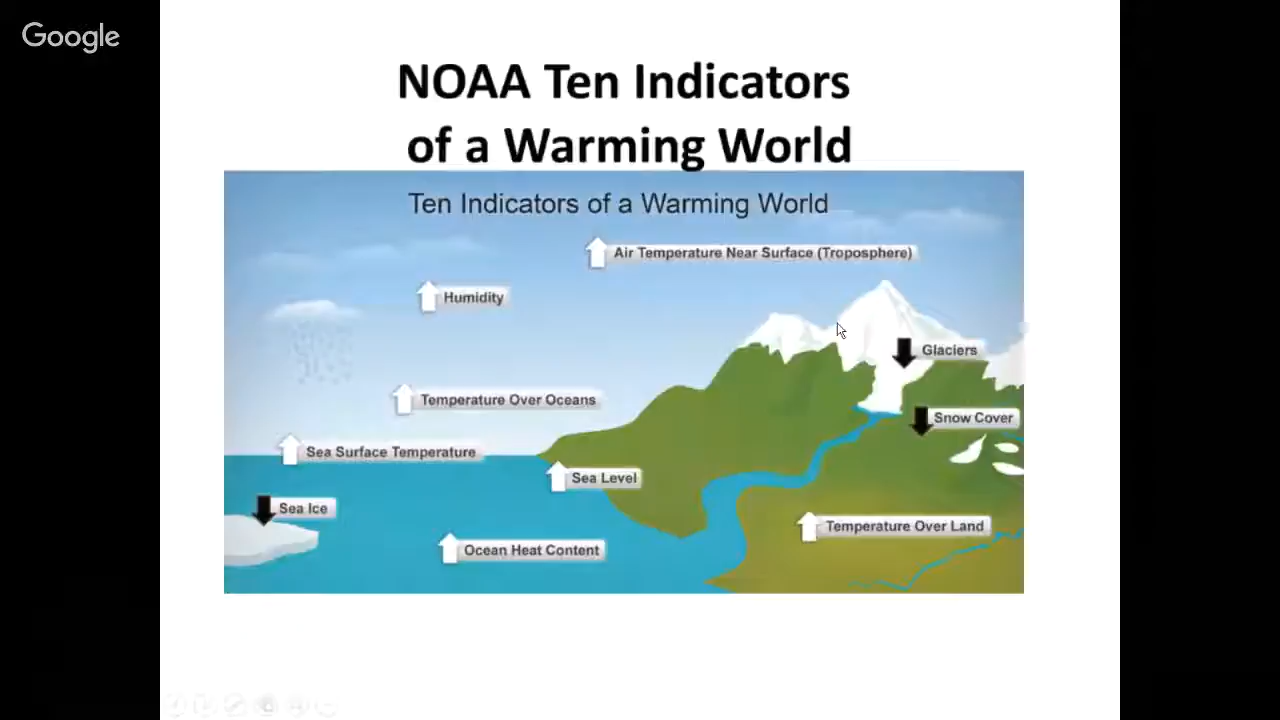 Google
NOAA Ten Indicators
of a Warming World
Ten Indicators of a Warming World
Air Temperature Near Surface (Troposphere)
Humidity
Glaciers
Temperature Over Oceans
Snow Cover
Sea Surface Temperature
Sea Level
Sea Ice
Temperature Over Land
Ocean Heat Content